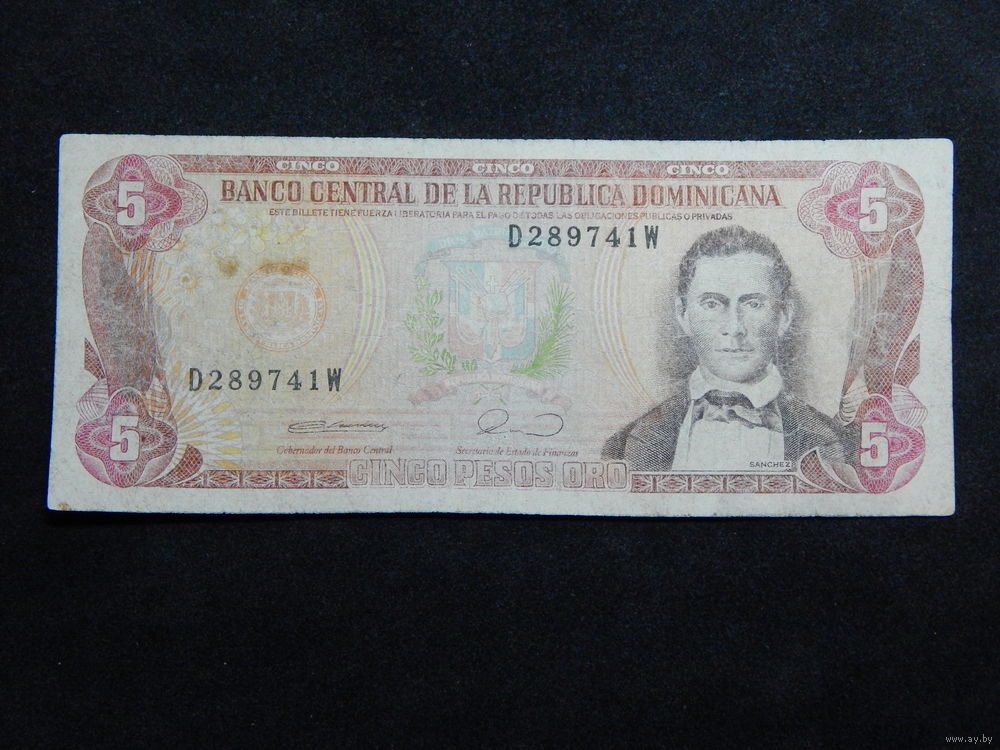 CINCO CINCO CINCO
5 BANCO CENTRAL DE LA REPUBLICA DOMINICANA 5
ESTE BILLETE TIENE FUERZA LIBERATORIA PARA EL PAGO DE TODAS LAS OBLIGACIONES PUBLICAS O PRIVADAS
D289741W
D289741W
5 5
Gobernador del Banco Central Secretario de Estado de Finanzas
SANCHEZ
CINCO PESOS ORO
www.ay.by